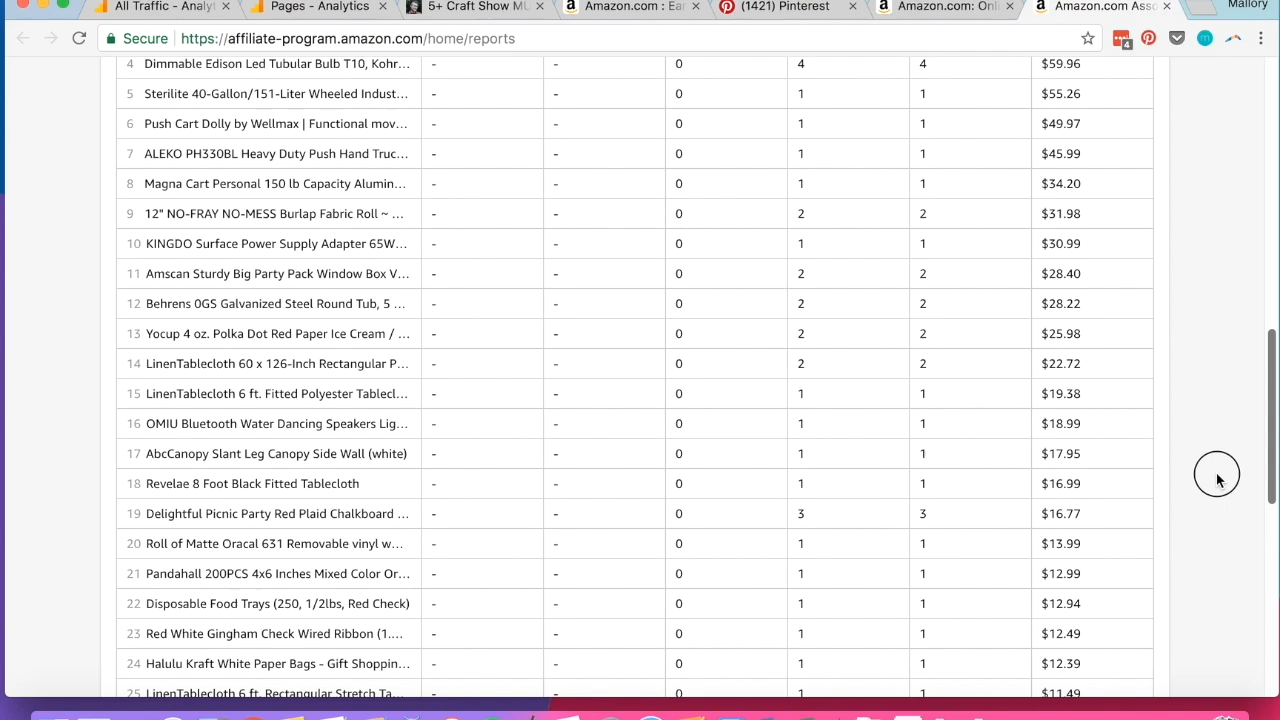 All Traffic - Analyt × Pages - Analytics × 5+ Craft Show Mu × Amazon.com : Ear × (1421) Pinterest × Amazon.com: Onli × Amazon.com Asso × Mallory
Secure https://affiliate-program.amazon.com/home/reports 4
4 Dimmable Edison Led Tubular Bulb T10, Kohr... - - 0 4 4 $59.96
5 Sterilite 40-Gallon/151-Liter Wheeled Indust... - - 0 1 1 $55.26
6 Push Cart Dolly by Wellmax | Functional mov... - - 0 1 1 $49.97
7 ALEKO PH330BL Heavy Duty Push Hand Truc... - - 0 1 1 $45.99
8 Magna Cart Personal 150 lb Capacity Alumin... - - 0 1 1 $34.20
9 12" NO-FRAY NO-MESS Burlap Fabric Roll ~ ... - - 0 2 2 $31.98
10 KINGDO Surface Power Supply Adapter 65W... - - 0 1 1 $30.99
11 Amscan Sturdy Big Party Pack Window Box V... - - 0 2 2 $28.40
12 Behrens 0GS Galvanized Steel Round Tub, 5 ... - - 0 2 2 $28.22
13 Yocup 4 oz. Polka Dot Red Paper Ice Cream / ... - - 0 2 2 $25.98
14 LinenTablecloth 60 x 126-Inch Rectangular P... - - 0 2 2 $22.72
15 LinenTablecloth 6 ft. Fitted Polyester Tablecl... - - 0 1 1 $19.38
16 OMIU Bluetooth Water Dancing Speakers Lig... - - 0 1 1 $18.99
17 AbcCanopy Slant Leg Canopy Side Wall (white) - - 0 1 1 $17.95
18 Revelae 8 Foot Black Fitted Tablecloth - - 0 1 1 $16.99
19 Delightful Picnic Party Red Plaid Chalkboard ... - - 0 3 3 $16.77
20 Roll of Matte Oracal 631 Removable vinyl w... - - 0 1 1 $13.99
21 Pandahall 200PCS 4x6 Inches Mixed Color Or... - - 0 1 1 $12.99
22 Disposable Food Trays (250, 1/2lbs, Red Check) - - 0 1 1 $12.94
23 Red White Gingham Check Wired Ribbon (1.... - - 0 1 1 $12.49
24 Halulu Kraft White Paper Bags - Gift Shoppin... - - 0 1 1 $12.39
25 LinenTablecloth 6 ft. Rectangular Stretch Ta... - - 0 1 1 $11.49